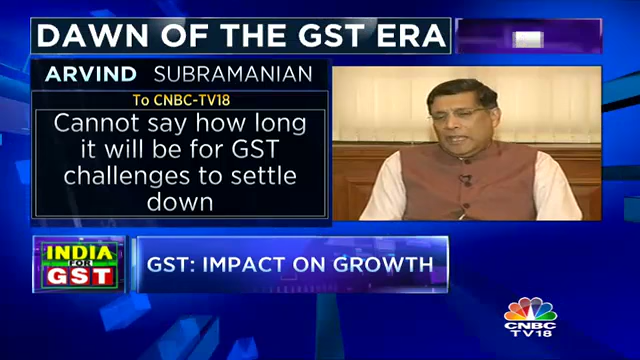 DAWN OF THE GST ERA
ARVIND SUBRAMANIAN
To CNBC-TV18
Cannot say how long
it will be for GST
challenges to settle
down
INDIA
FOR
GST
GST: IMPACT ON GROWTH
CNBC
TV18